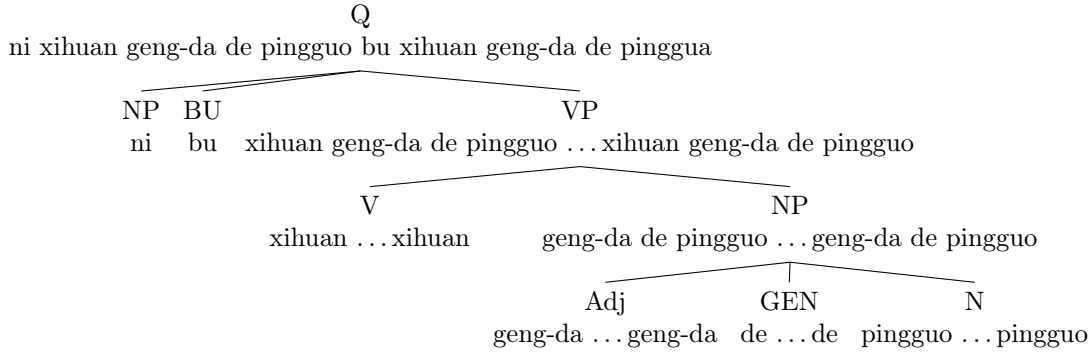 Q
ni xihuan geng-da de pingguo bu xihuan geng-da de pinggua
NP BU VP
ni bu xihuan geng-da de pingguo ...xihuan geng-da de pingguo
V NP
xihuan ...xihuan geng-da de pingguo ...geng-da de pingguo
Adj GEN N
geng-da ...geng-da de ...de pingguo ...pingguo